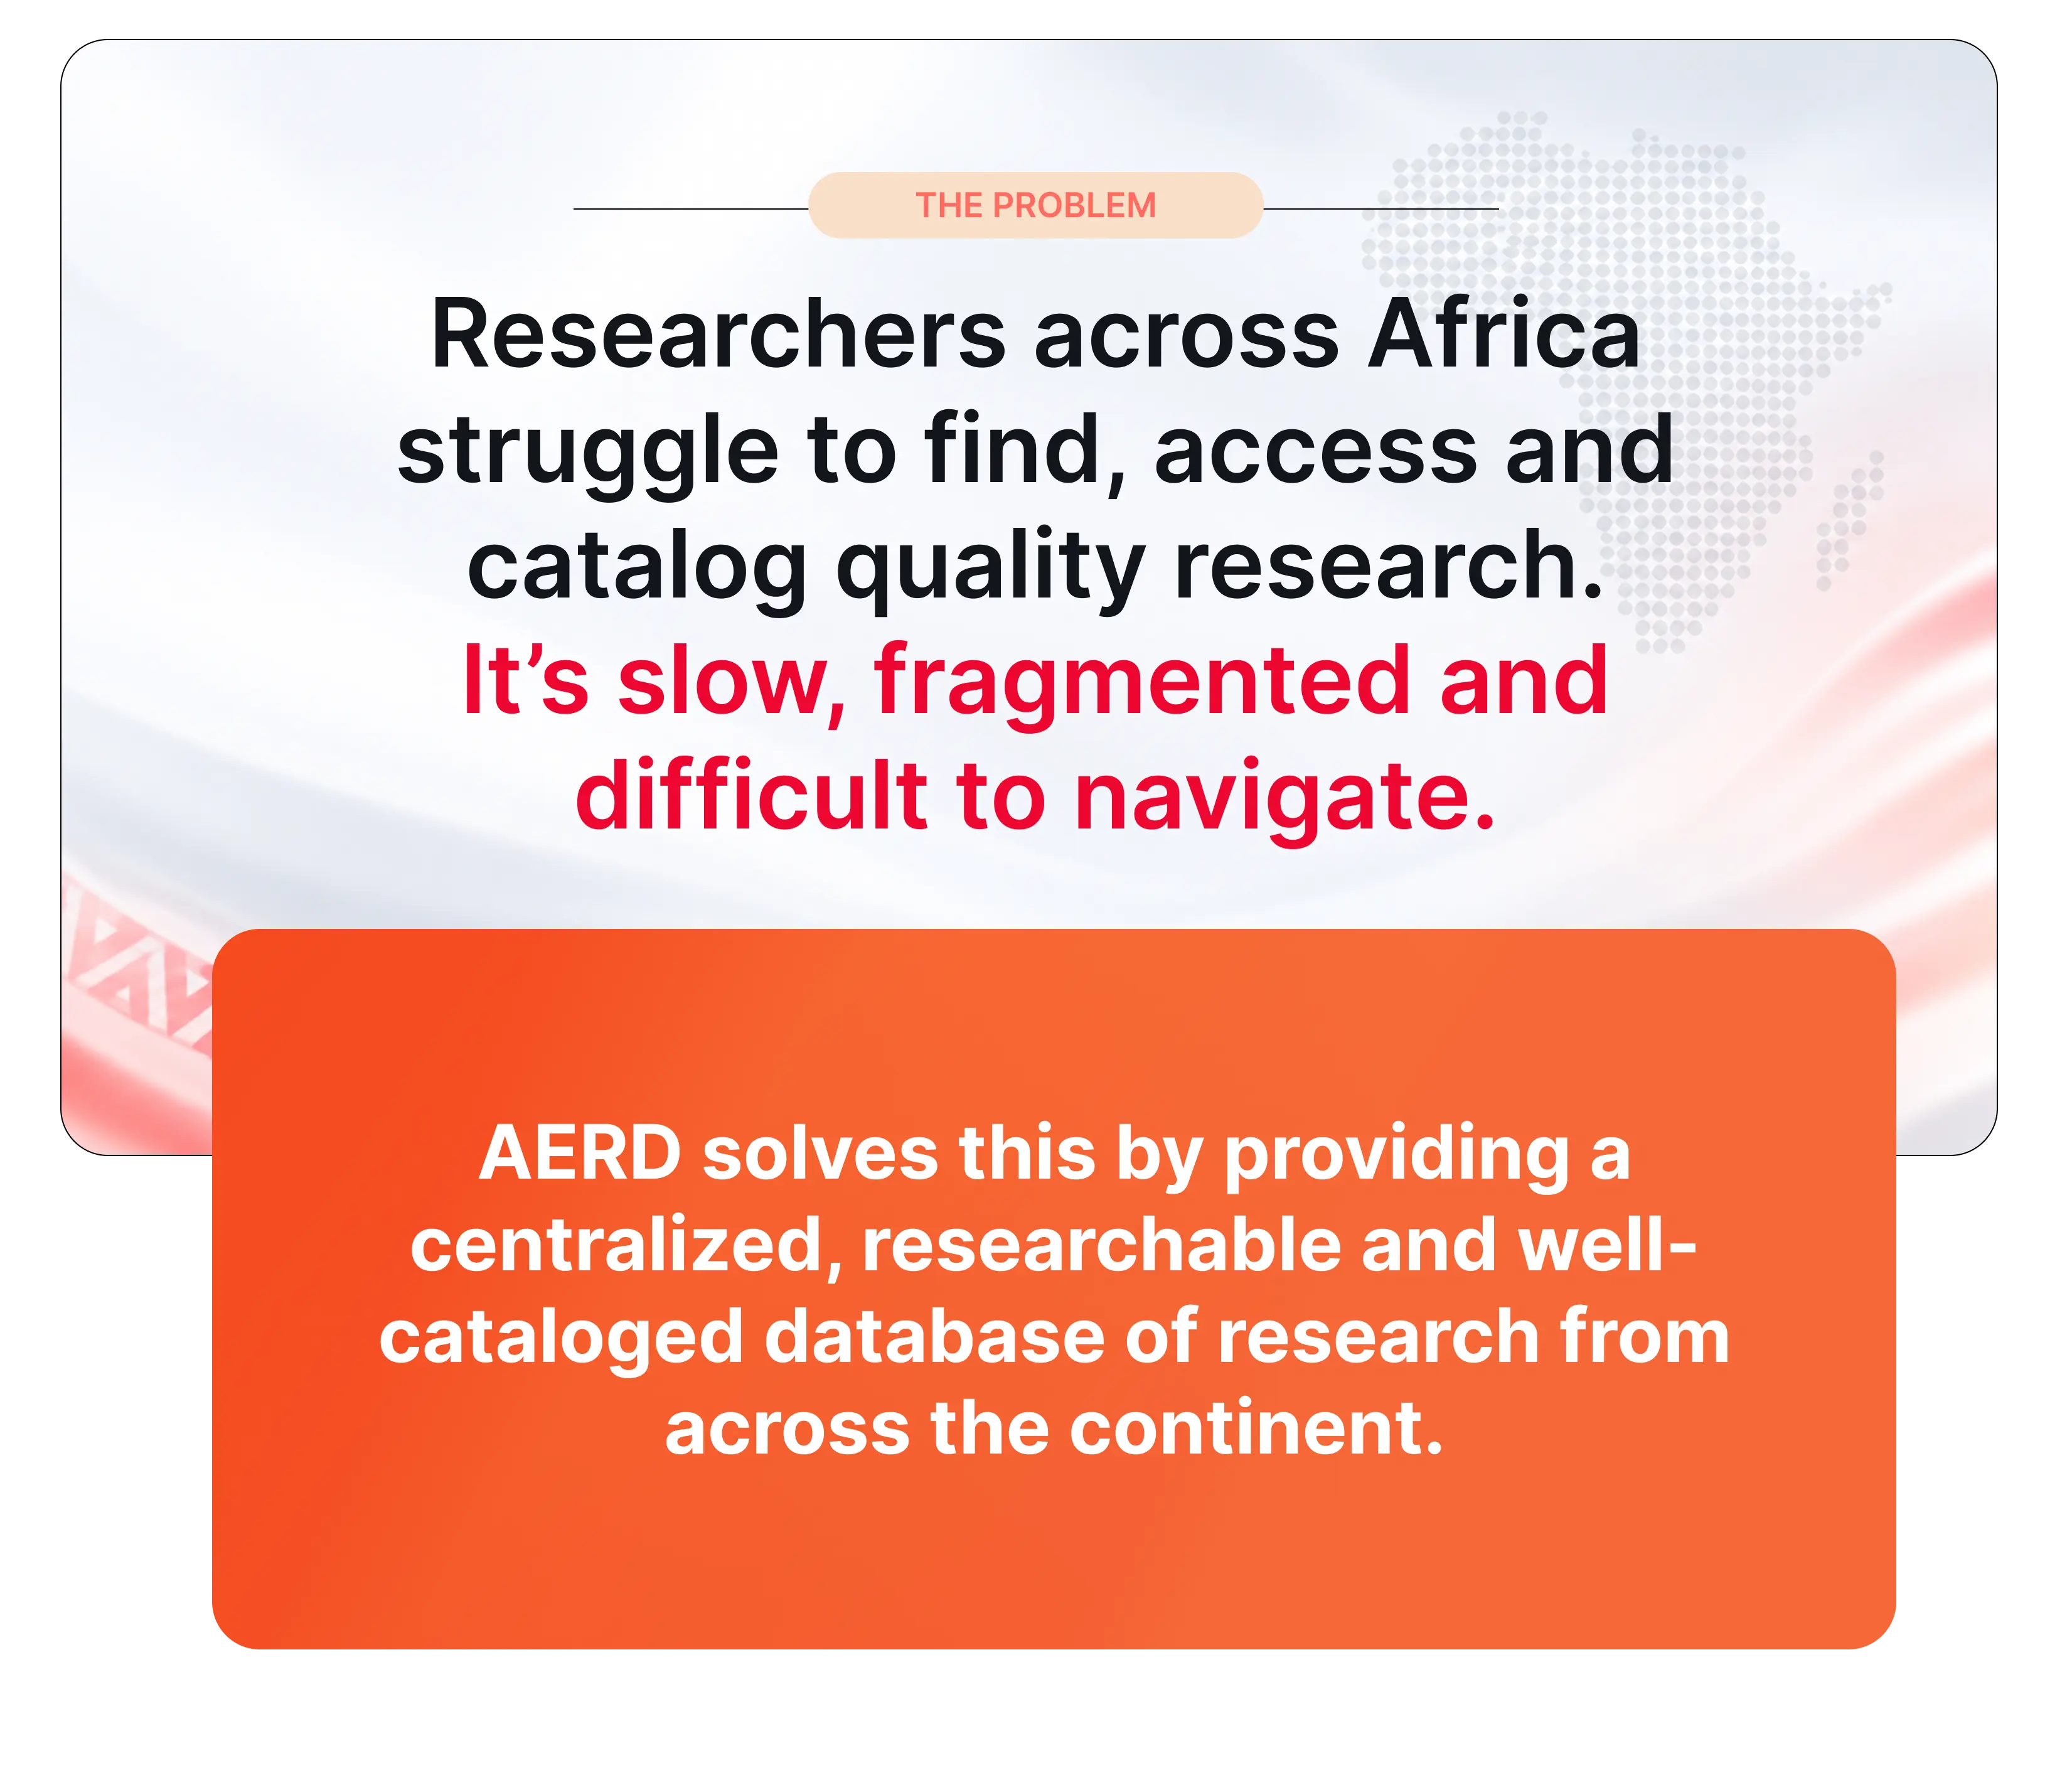 THE PROBLEM
Researchers across Africa
struggle to find, access and
catalog quality research.
It’s slow, fragmented and
difficult to navigate.
AERD solves this by providing a
centralized, researchable and well-
cataloged database of research from
across the continent.